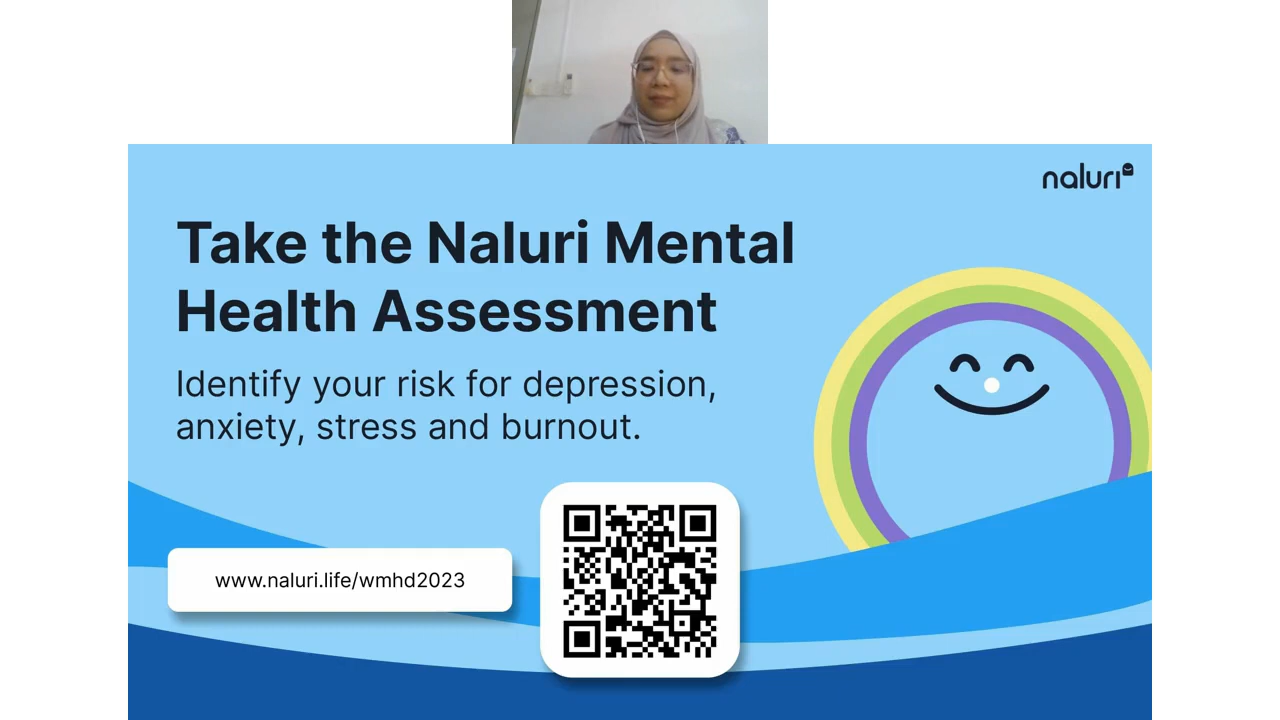 naluri
Take the Naluri Mental
Health Assessment
Identify your risk for depression,
anxiety, stress and burnout.
www.naluri.life/wmhd2023